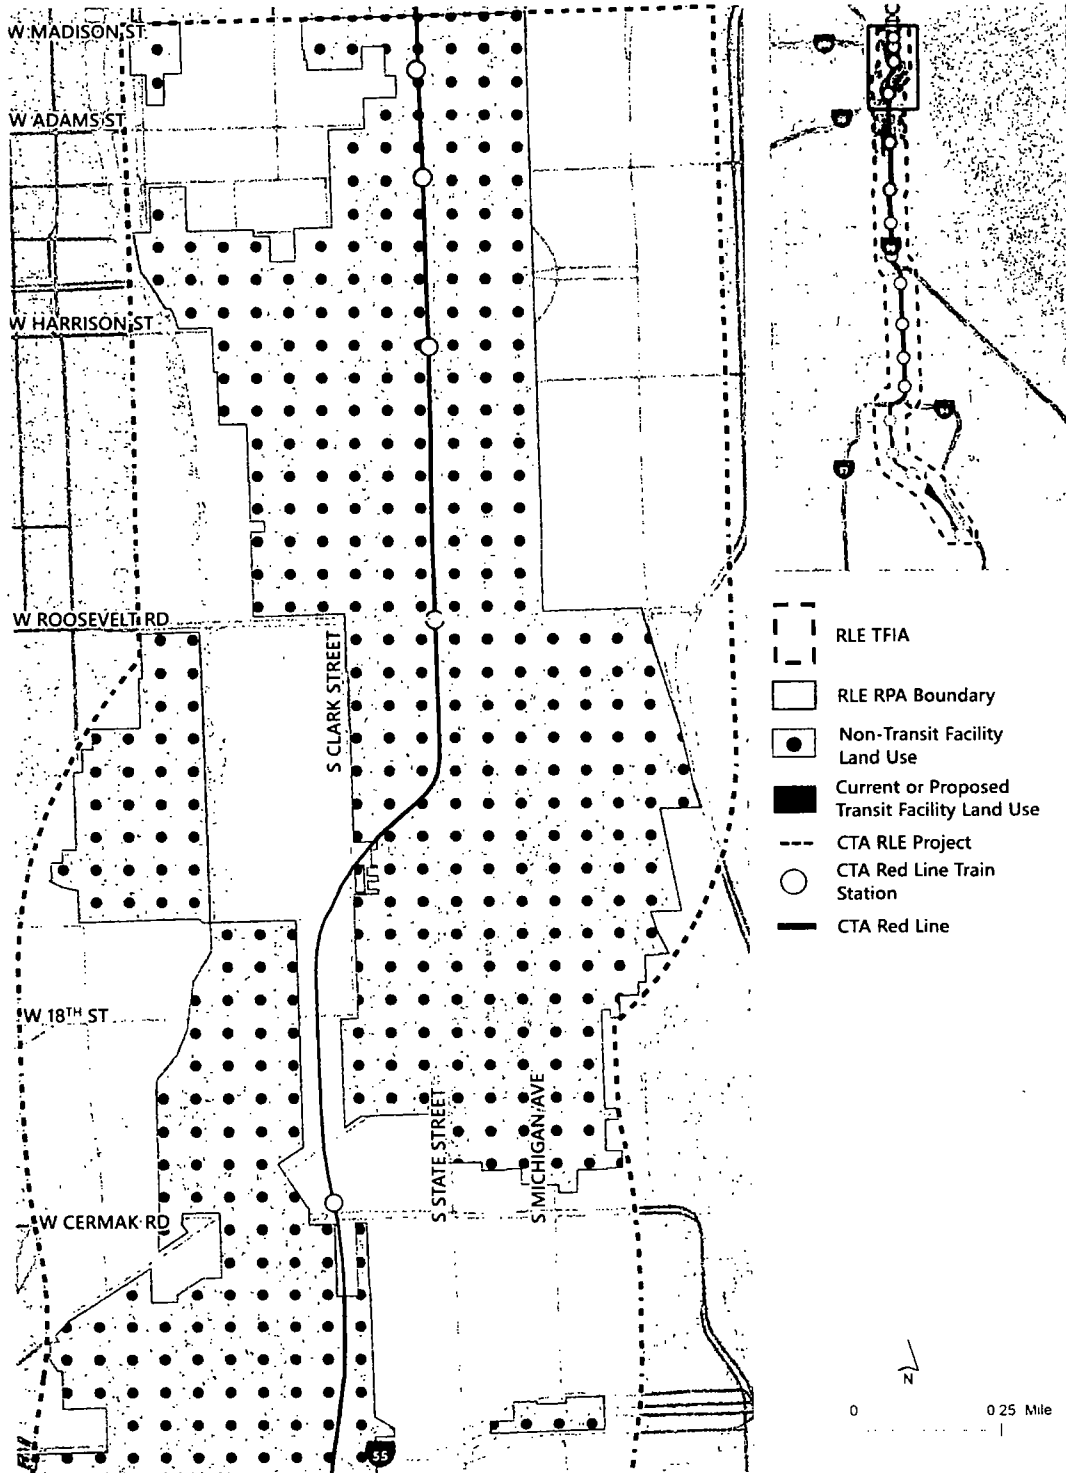 W MADISON ST
W ADAMS ST
W HARRISON ST
W ROOSEVELT RD
S CLARK STREET
W 18TH ST
S STATE STREET
S MICHIGAN AVE
W CERMAK RD
55
RLE TFIA
RLE RPA Boundary
Non-Transit Facility
Land Use
Current or Proposed
Transit Facility Land Use
CTA RLE Project
CTA Red Line Train
Station
CTA Red Line
N
0
0 25 Mile